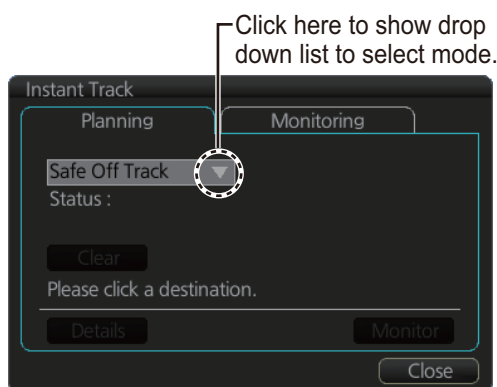 Click here to show drop
down list to select mode.
Instant Track
Planning
Monitoring
Safe Off Track
Status :
Clear
Please click a destination.
Details
Monitor
Close